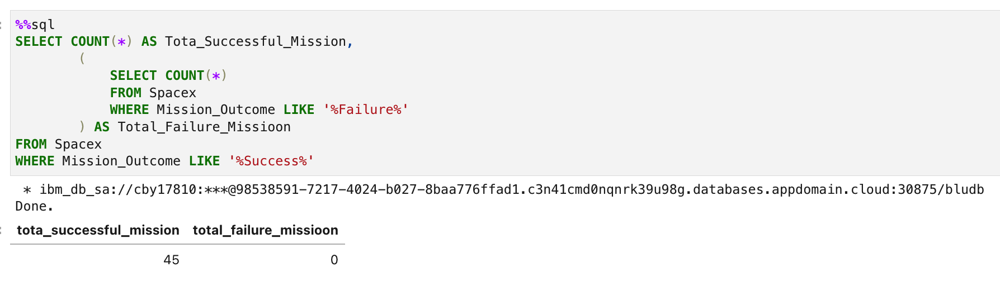 %%sql
SELECT COUNT(*) AS Tota_Successful_Mission,
(
SELECT COUNT(*)
FROM Spacex
WHERE Mission_Outcome LIKE '%Failure%'
) AS Total_Failure_Missioon
FROM Spacex
WHERE Mission_Outcome LIKE '%Success%'
* ibm_db_sa://cby17810:***@98538591-7217-4024-b027-8baa776ffad1.c3n41cmd0nqnrk39u98g.databases.appdomain.cloud:30875/bludb
Done.
tota_successful_mission total_failure_missioon
45 0